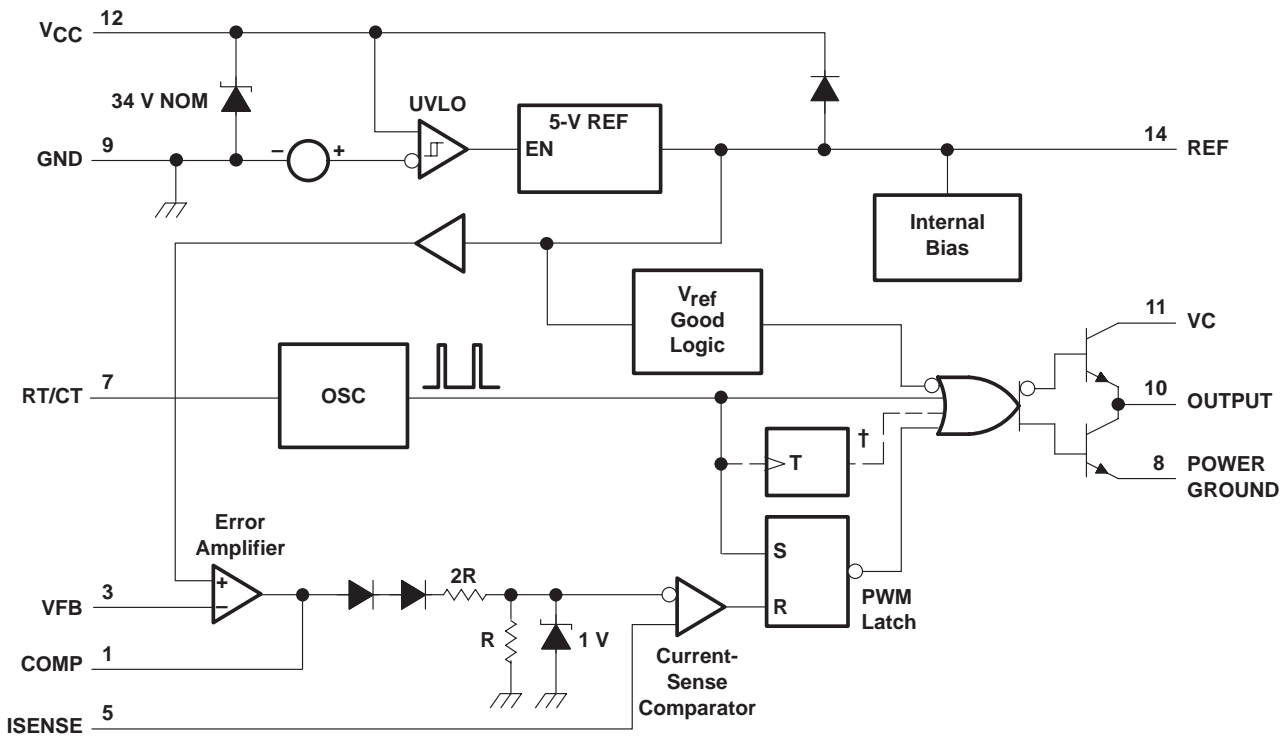 VCC 12
34 V NOM
UVLO
5-V REF
EN
14 REF
9
GND
− +
Internal
Bias
Vref
Good
Logic
11 VC
RT/CT 7
OSC
10 OUTPUT
†
T
8 POWER
GROUND
Error
Amplifier
+
−
VFB 3
2R
R
1 V
S
R
PWM
Latch
COMP 1
Current-
Sense
Comparator
ISENSE 5